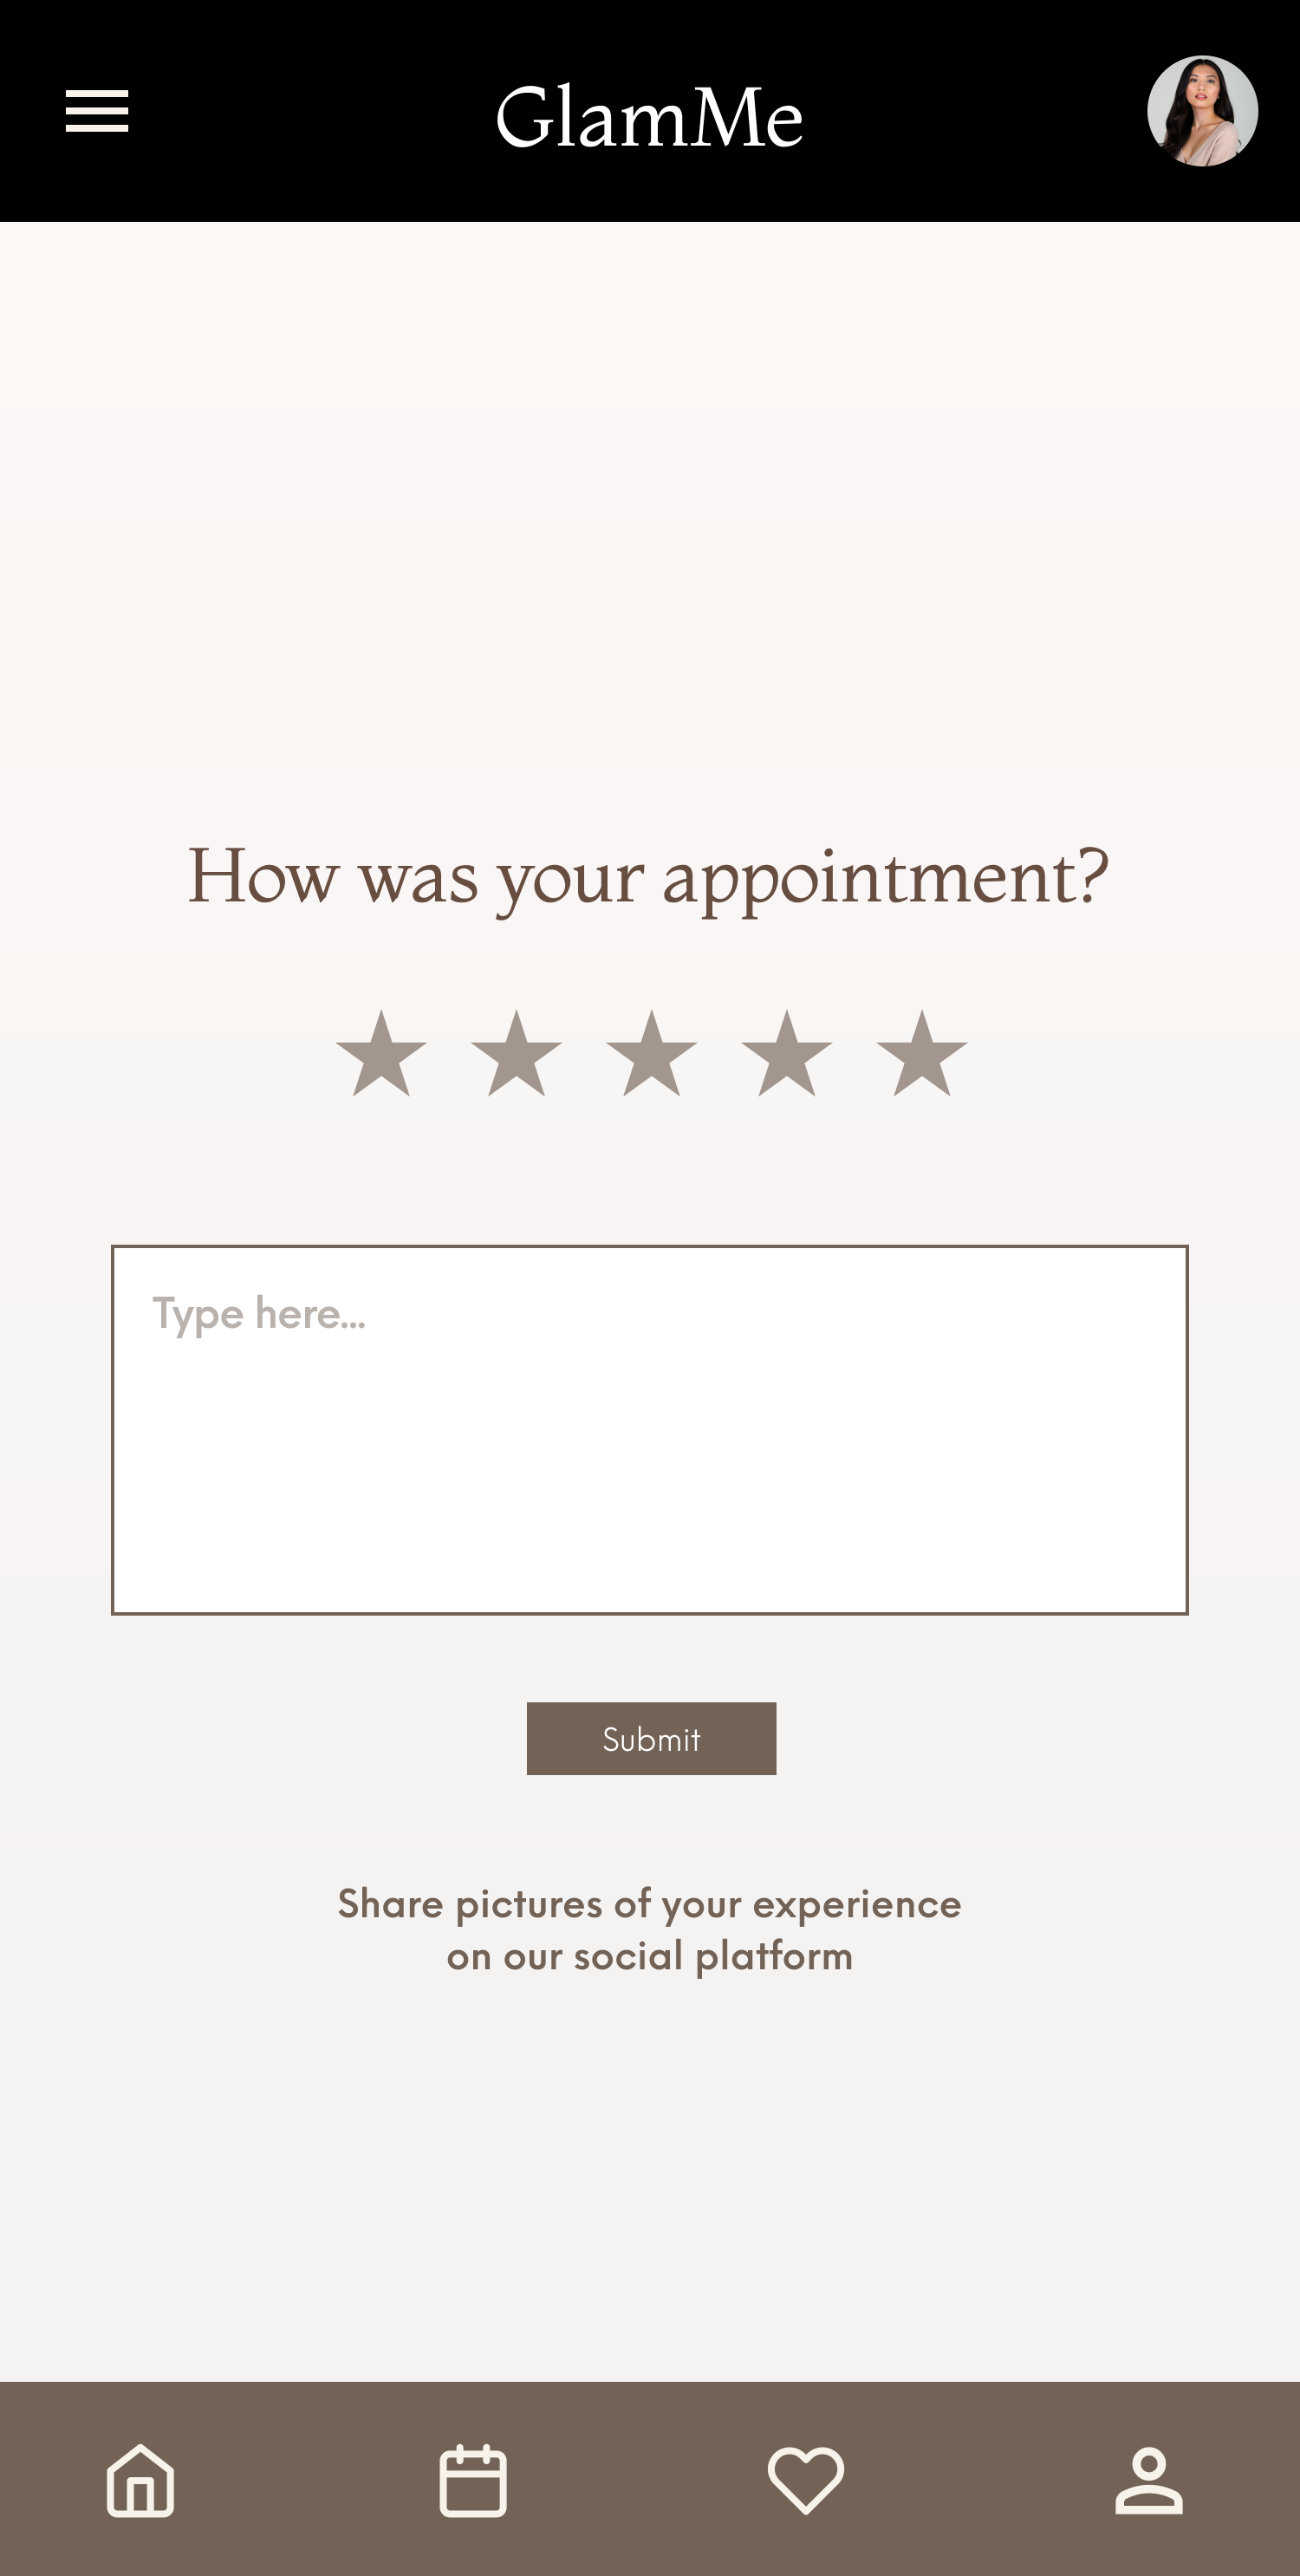 GlamMe
How was your appointment?
Type here...
Submit
Share pictures of your experience
on our social platform